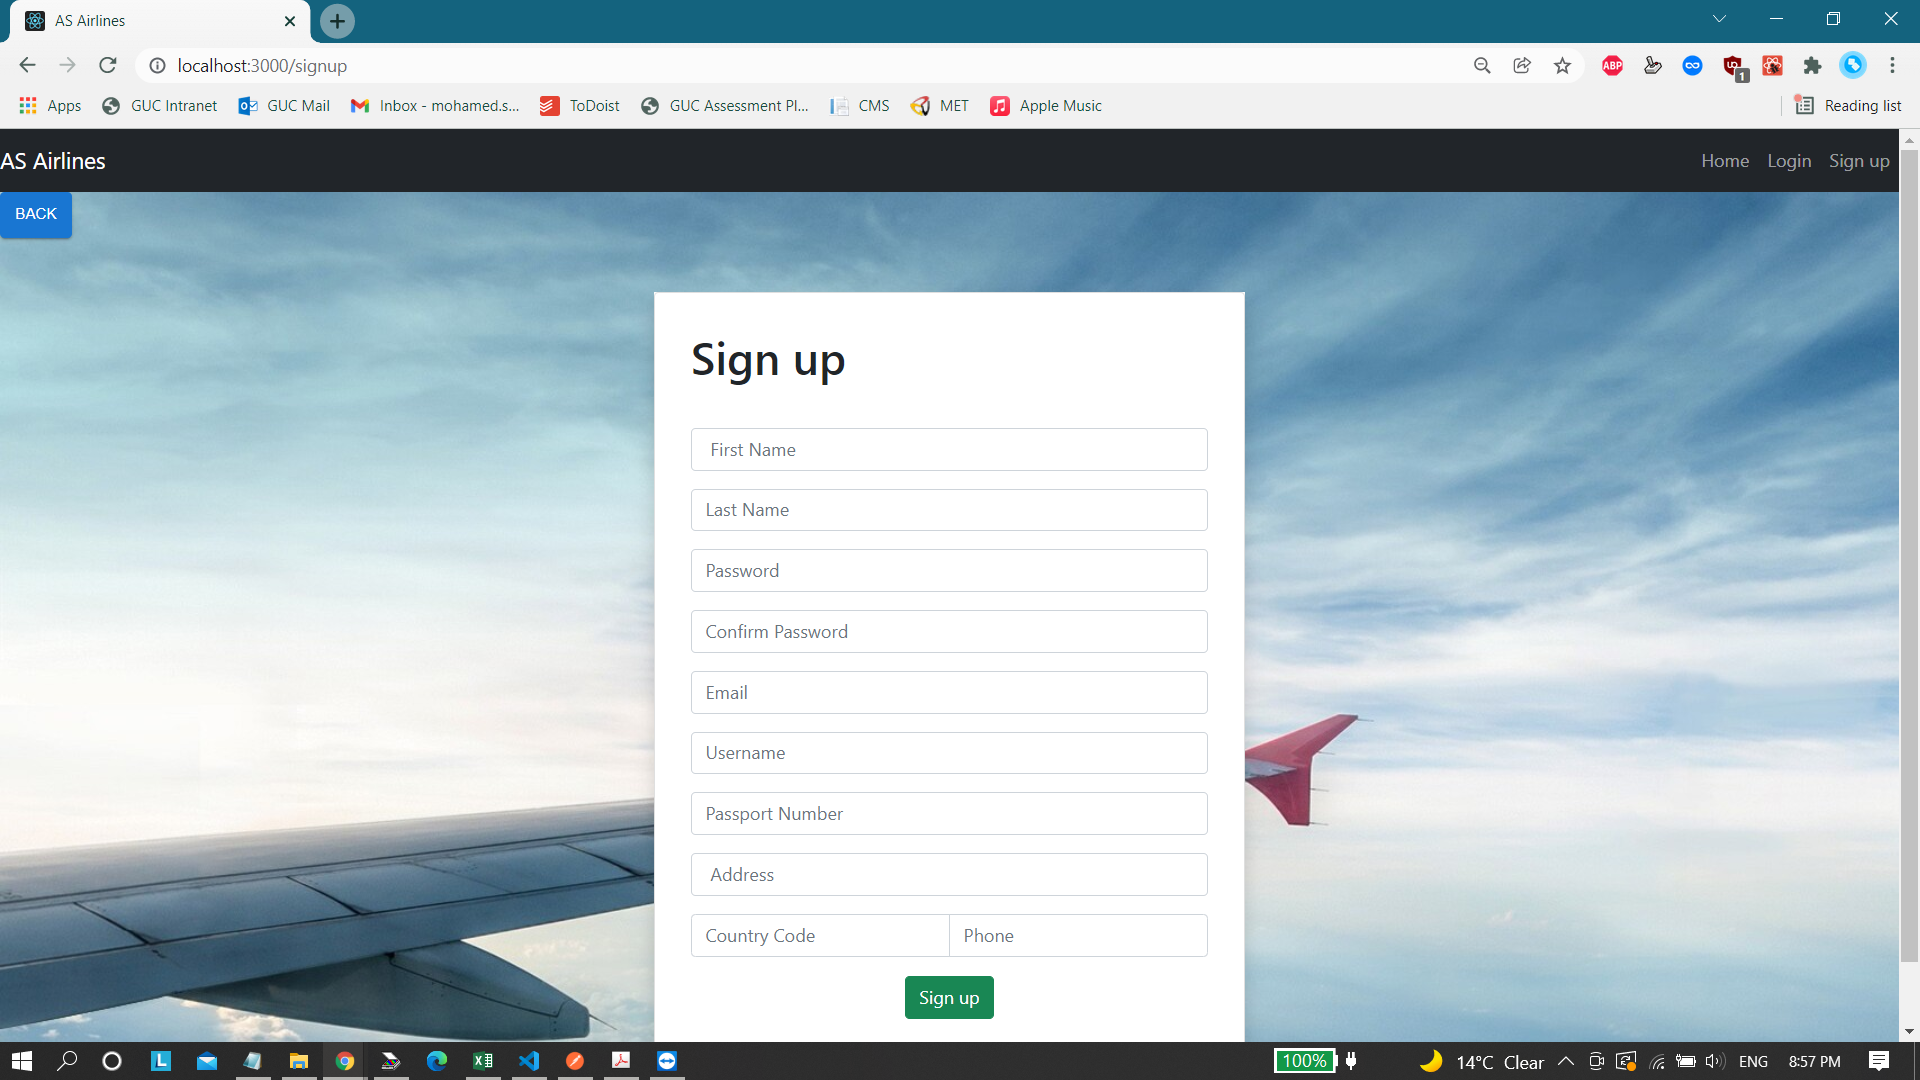 AS Airlines
localhost:3000/signup
ABP
1
Apps
GUC Intranet
GUC Mail
Inbox - mohamed.s...
ToDoist
GUC Assessment Pl...
CMS
MET
Apple Music
Reading list
AS Airlines
Home
Login
Sign up
BACK
Sign up
First Name
Last Name
Password
Confirm Password
Email
Username
Passport Number
Address
Country Code
Phone
Sign up
L
100%
14°C Clear
ENG
8:57 PM